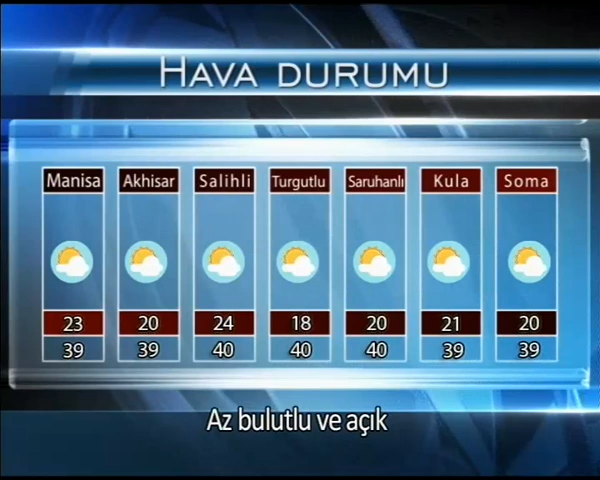 HAVA DURUMU
Manisa Akhisar Salihli Turgutlu Saruhanlı Kula Soma
23 20 24 18 20 21 20
39 39 40 40 40 39 39
Az bulutlu ve açık